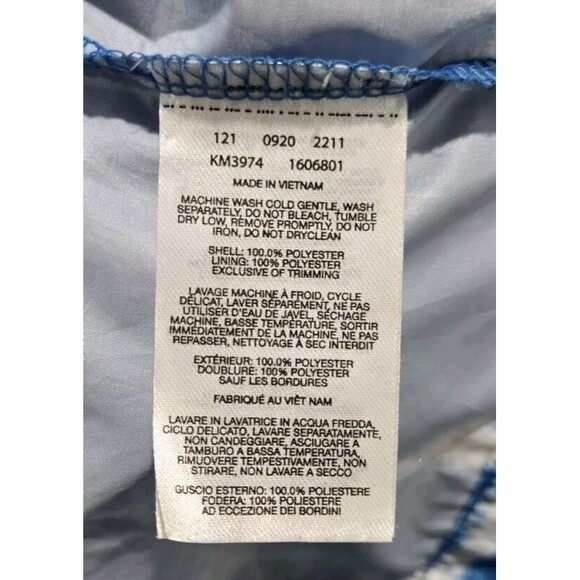 121 0920 2211
KM3974 1606801
MADE IN VIETNAM
MACHINE WASH COLD GENTLE, WASH
SEPARATELY, DO NOT BLEACH, TUMBLE
DRY LOW, REMOVE PROMPTLY, DO NOT
IRON, DO NOT DRYCLEAN
SHELL: 100.0% POLYESTER
LINING: 100% POLYESTER
EXCLUSIVE OF TRIMMING
LAVAGE MACHINE À FROID, CYCLE
DÉLICAT, LAVER SÉPAREMENT, NE PAS
UTILISER D'EAU DE JAVEL, SÉCHAGE
MACHINE, BASSE TEMPÉRATURE, SORTIR
IMMÉDIATEMENT DE LA MACHINE, NE PAS
REPASSER, NETTOYAGE À SEC INTERDIT
EXTÉRIEUR: 100.0% POLYESTER
DOUBLURE: 100% POLYESTER
SAUF LES BORDURES
FABRIQUÉ AU VIÊT NAM
LAVARE IN LAVATRICE IN ACQUA FREDDA,
CICLO DELICATO, LAVARE SEPARATAMENTE,
NON CANDEGGIARE, ASCIUGARE A
TAMBURO A BASSA TEMPERATURA,
RIMUOVERE TEMPESTIVAMENTE, NON
STIRARE, NON LAVARE A SECCO
GUSCIO ESTERNO: 100.0% POLIESTERE
FODERA: 100% POLIESTERE
AD ECCEZIONE DEI BORDINI